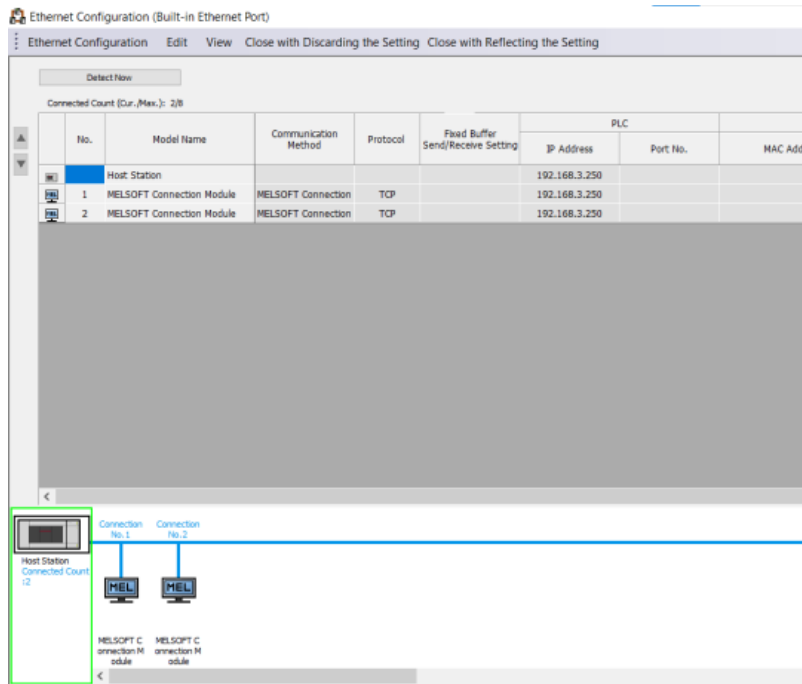 Ethernet Configuration (Built-in Ethernet Port)
Ethernet Configuration Edit View Close with Discarding the Setting Close with Reflecting the Setting
Detect Now
Connected Count (Cur./Max.): 2/8
No. Model Name Communication Method Protocol Fixed Buffer Send/Receive Setting PLC
IP Address Port No. MAC Add
Host Station 192.168.3.250
1 MELSOFT Connection Module MELSOFT Connection TCP 192.168.3.250
2 MELSOFT Connection Module MELSOFT Connection TCP 192.168.3.250
Connection No.1
Connection No.2
Host Station
Connected Count
:2
MEL
MEL
MELSOFT C
onnection M
odule
MELSOFT C
onnection M
odule